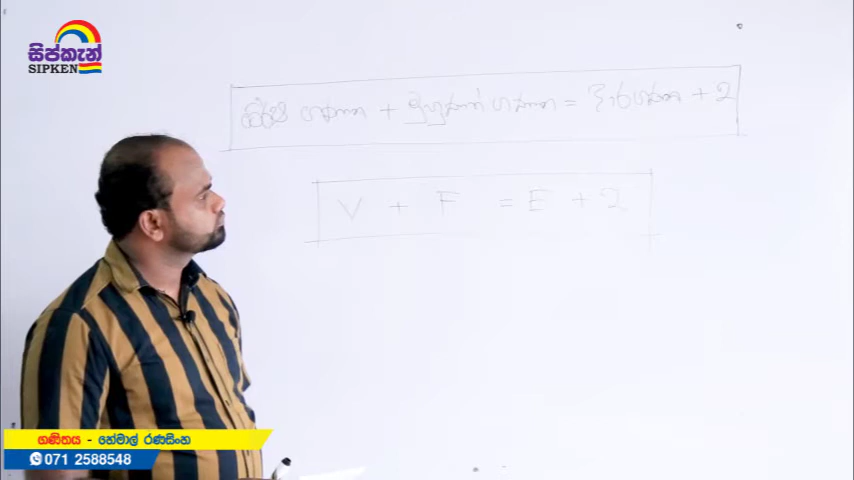 සිප්කැන්
SIPKEN
ශීර්ෂ ගණන + මුහුණත් ගණන = දාර ගණන + 2
V + F = E + 2
ගණිතය - හේමාල් රණසිංහ
071 2588548